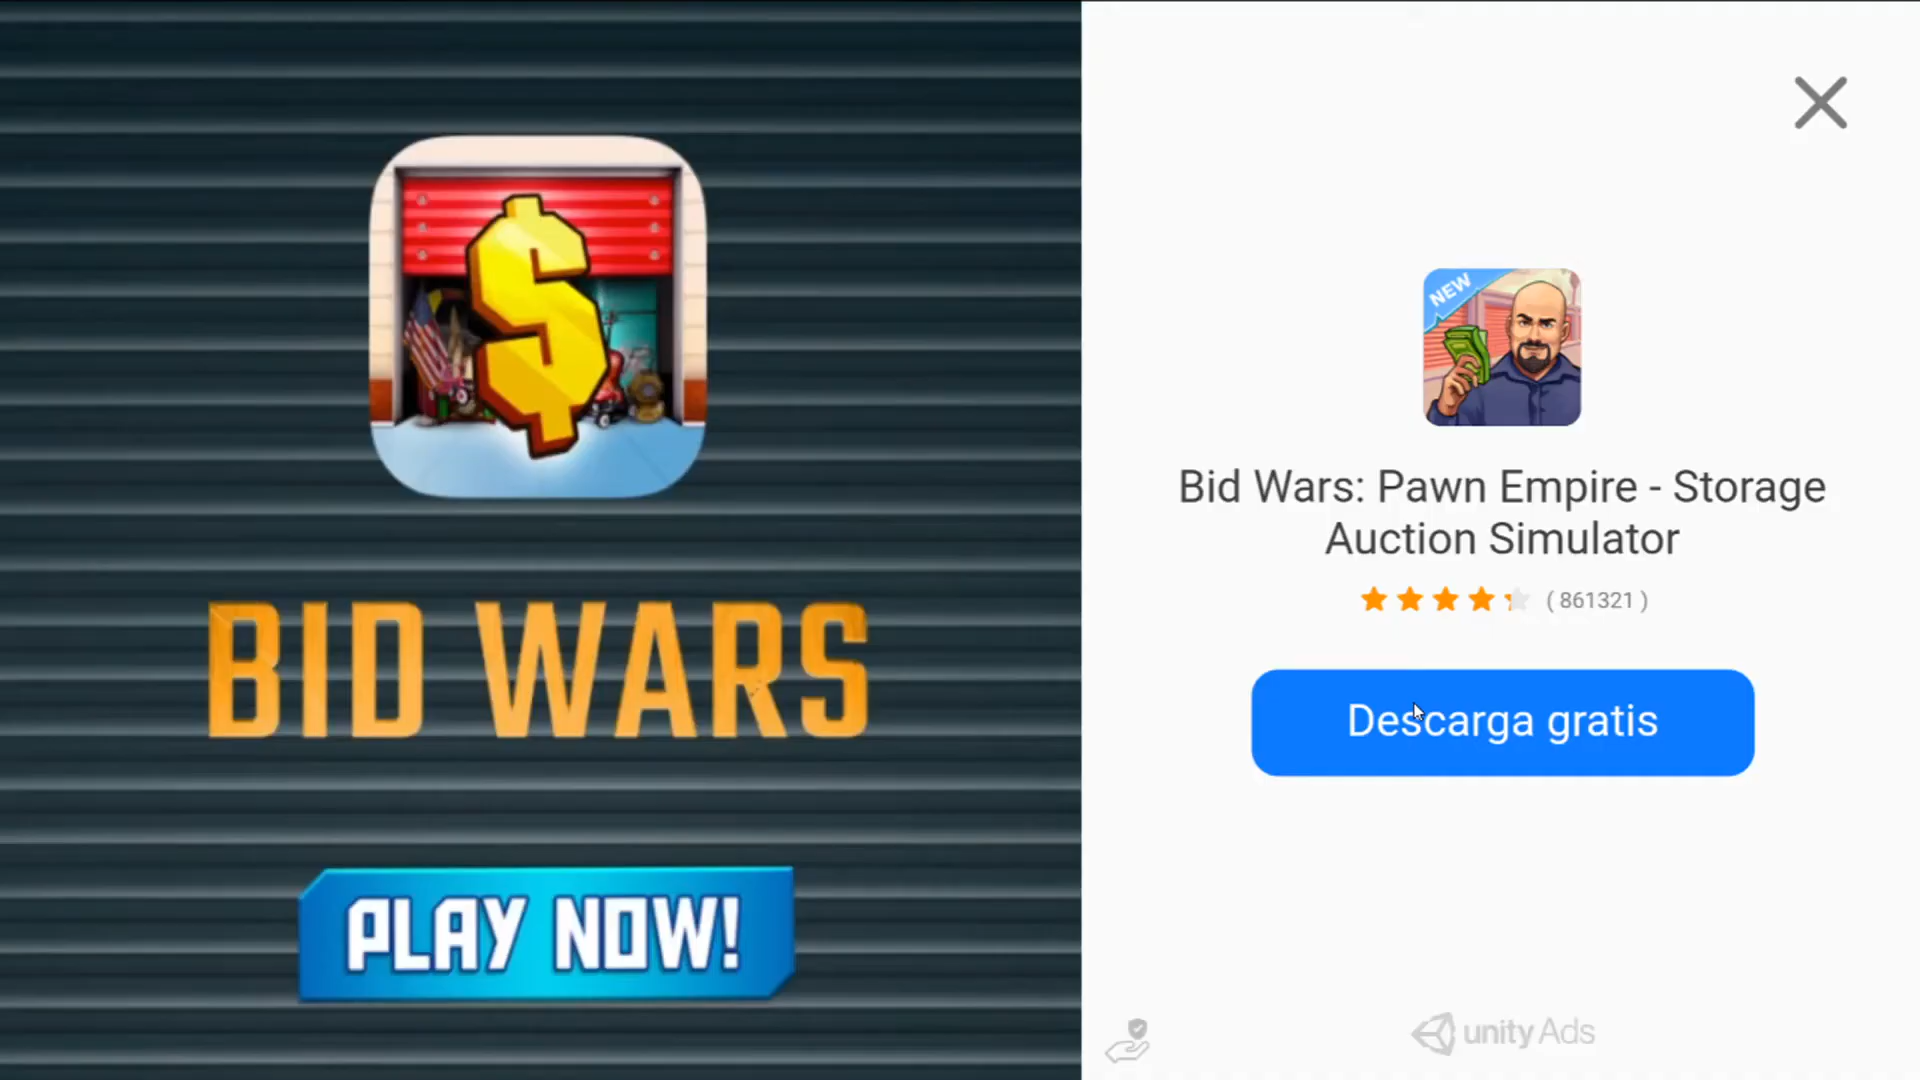 BID WARS
PLAY NOW!
NEW
Bid Wars: Pawn Empire - Storage
Auction Simulator
( 861321 )
Descarga gratis
unity Ads